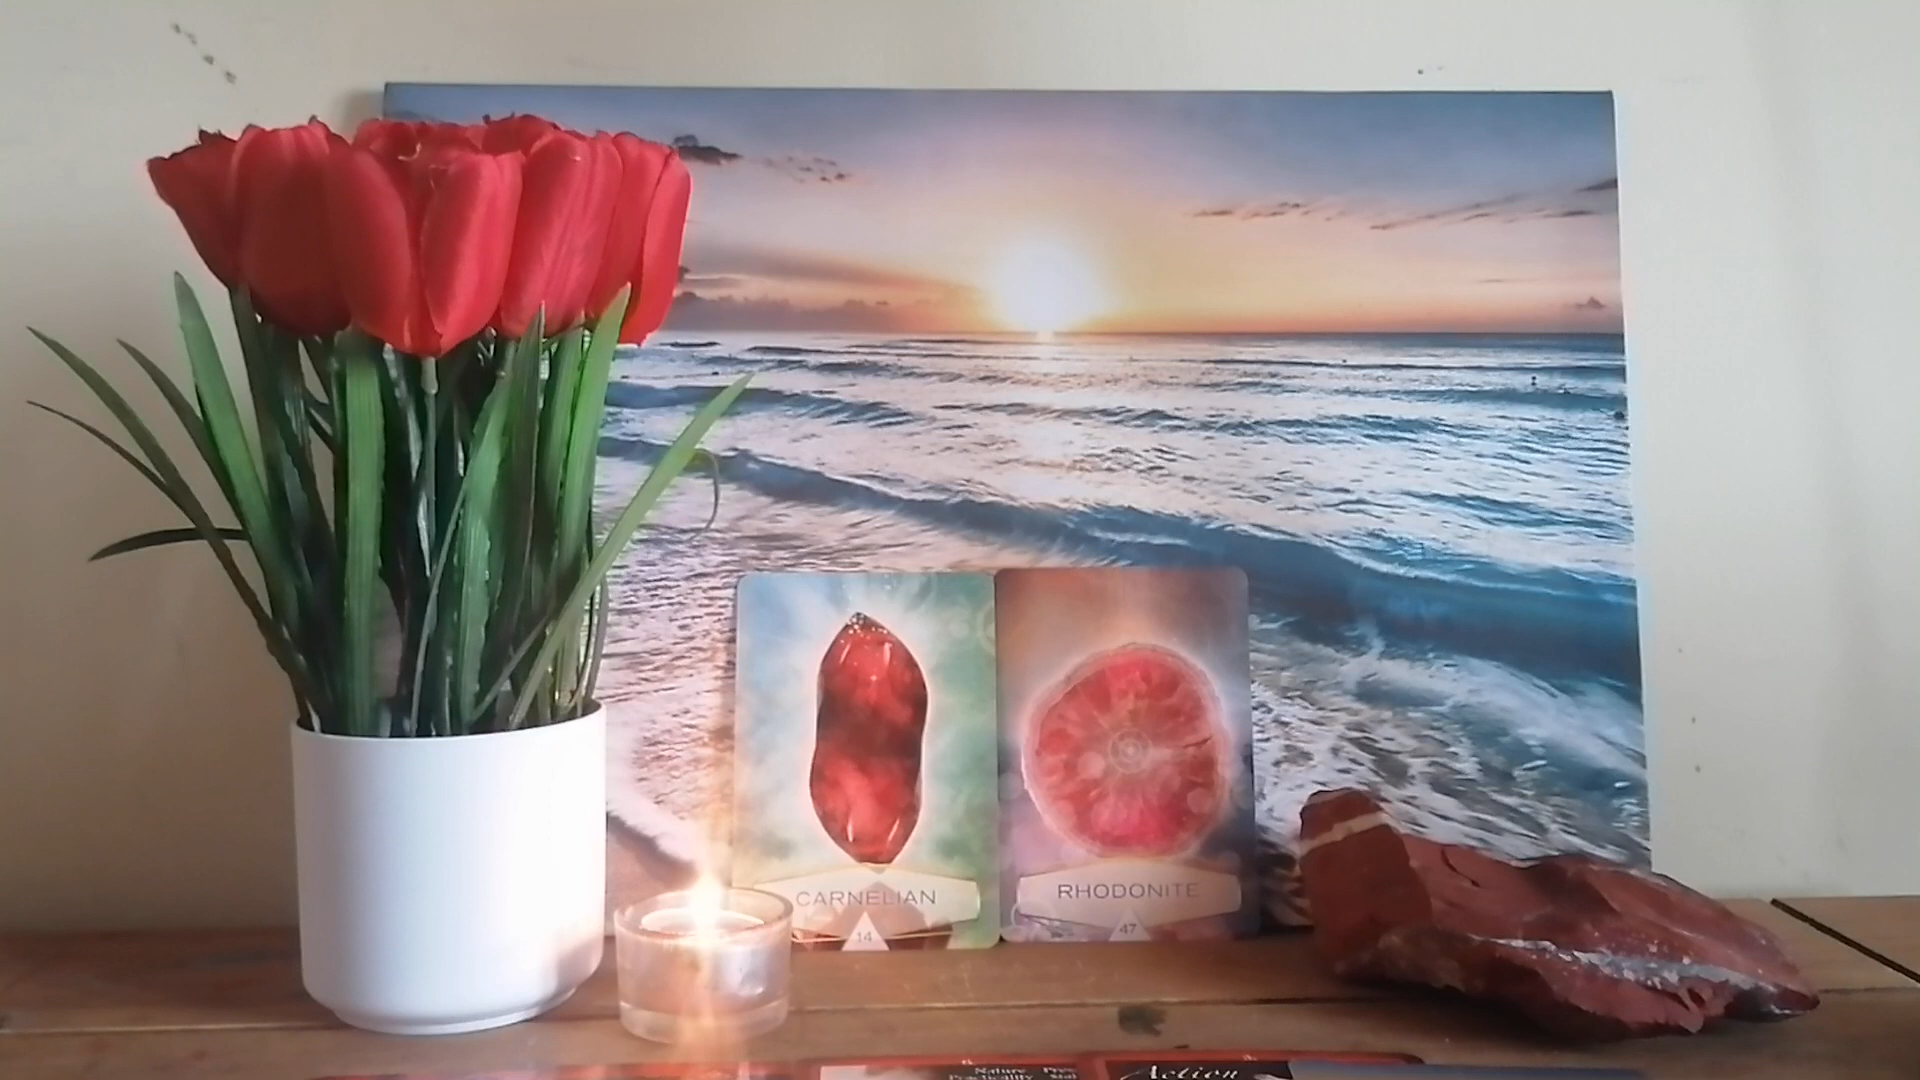 CARNELIAN
14
RHODONITE
47
Nature
Practicality
Action